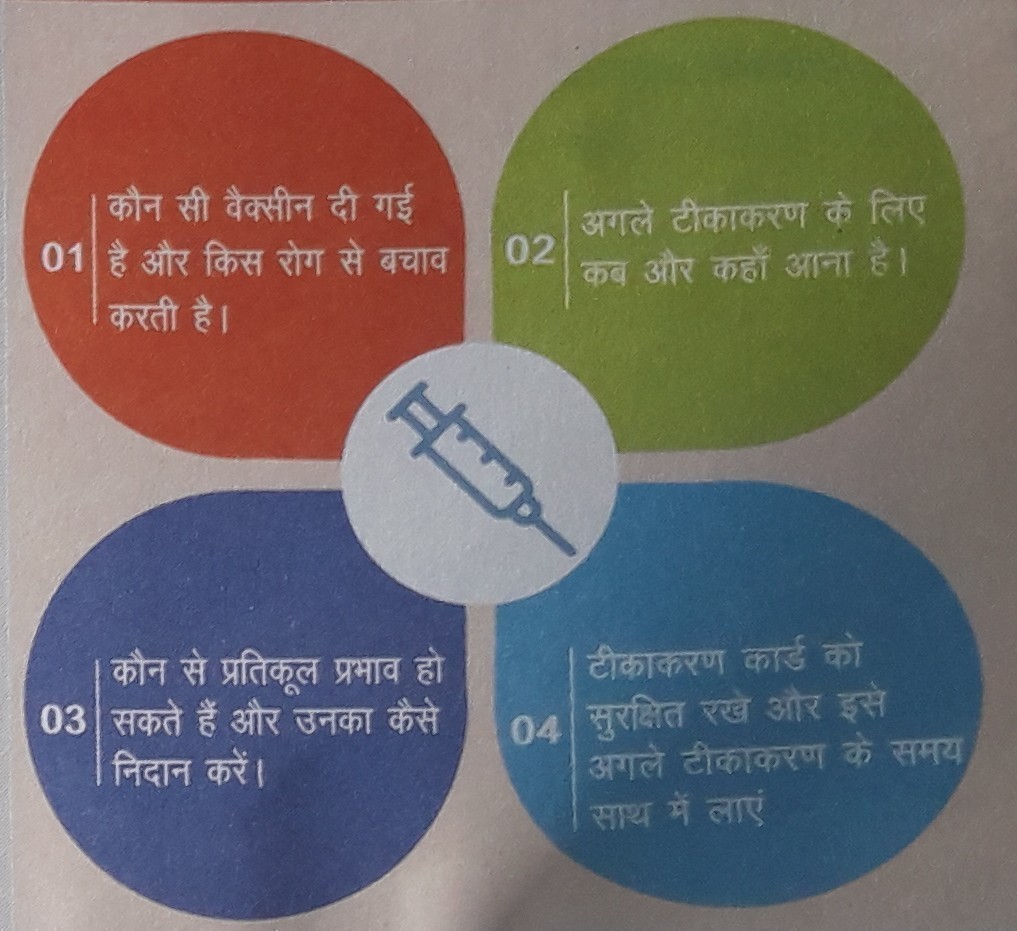 01
कौन सी वैक्सीन दी गई
है और किस रोग से बचाव
करती है।
02
अगले टीकाकरण के लिए
कब और कहाँ आना है।
03
कौन से प्रतिकूल प्रभाव हो
सकते हैं और उनका कैसे
निदान करें।
04
टीकाकरण कार्ड को
सुरक्षित रखे और इसे
अगले टीकाकरण के समय
साथ में लाएं